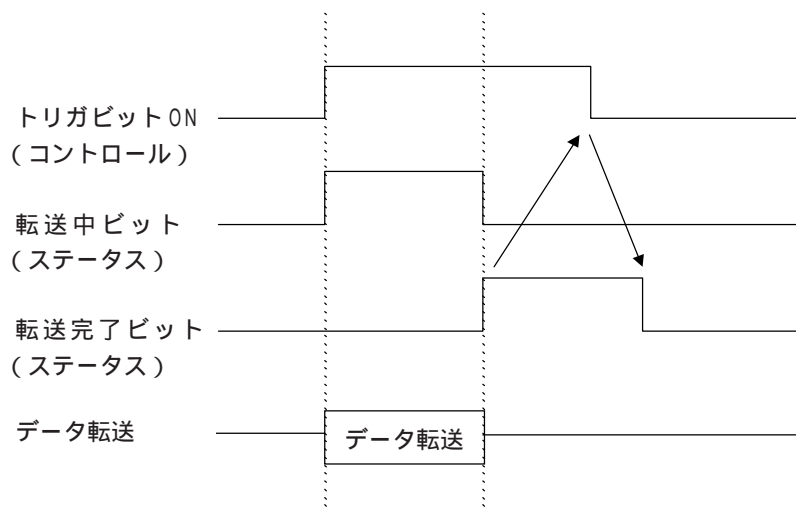 トリガビットON
(コントロール)
転送中ビット
(ステータス)
転送完了ビット
(ステータス)
データ転送
データ転送